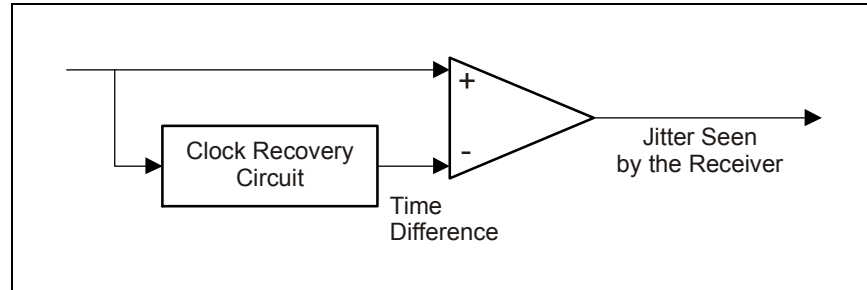 +
Clock Recovery
Circuit
-
Time
Difference
Jitter Seen
by the Receiver